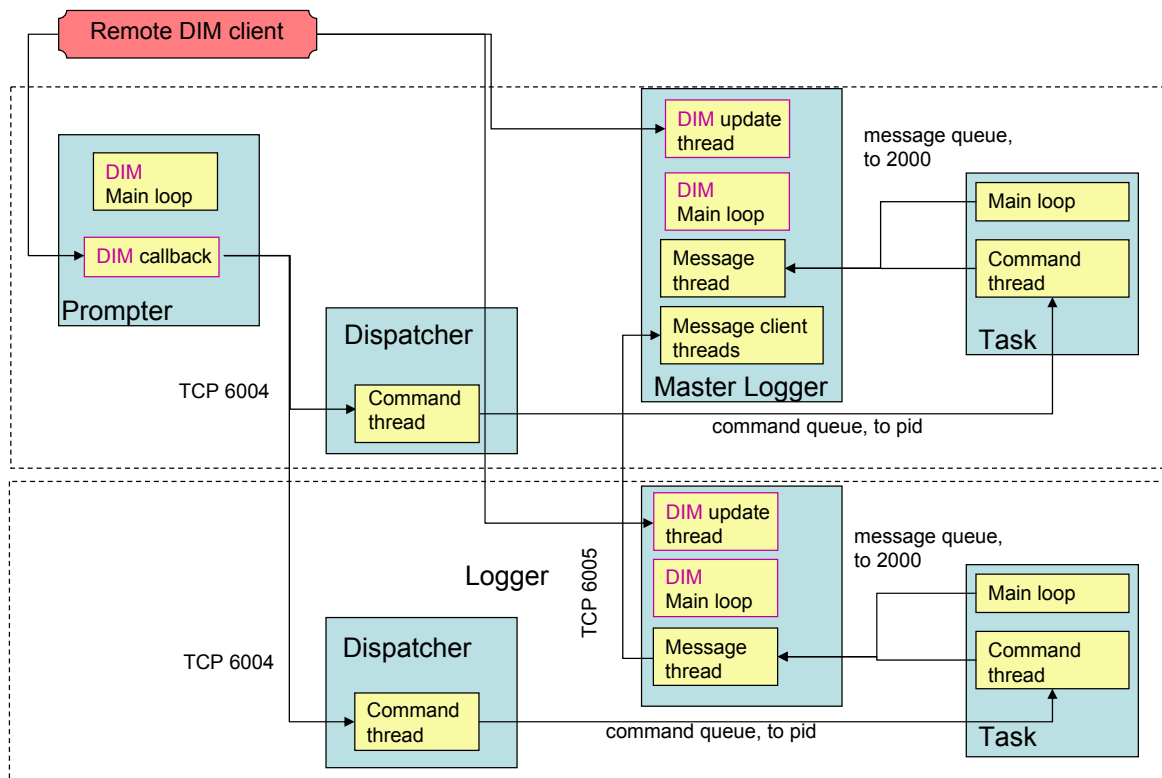 Remote DIM client
DIM
Main loop
DIM callback
Prompter
DIM update
thread
DIM
Main loop
Message
thread
Message client
threads
Master Logger
message queue,
to 2000
Main loop
Command
thread
Task
Dispatcher
Command
thread
TCP 6004
command queue, to pid
DIM update
thread
DIM
Main loop
Message
thread
Logger
TCP 6005
message queue,
to 2000
Main loop
Command
thread
Task
Dispatcher
Command
thread
TCP 6004
command queue, to pid